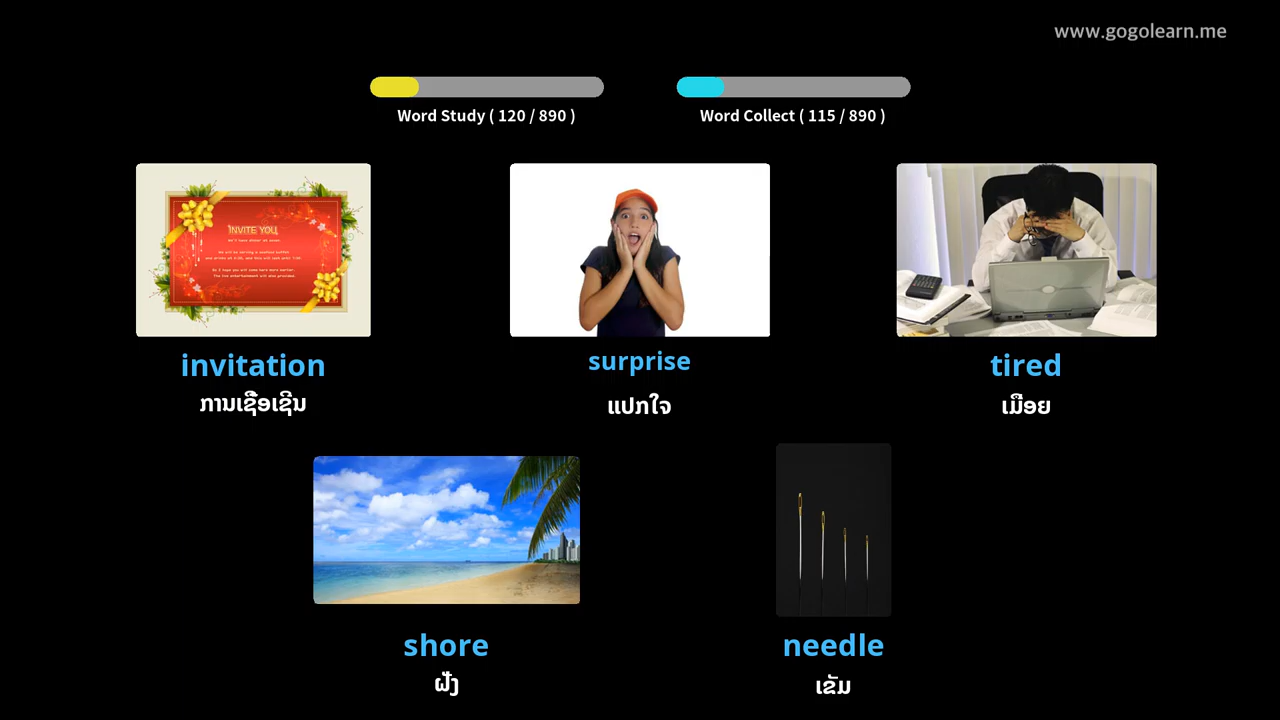 www.gogolearn.me
Word Study ( 120 / 890 )
Word Collect ( 115 / 890 )
INVITE YOU
invitation
ການເຊື້ອເຊີນ
surprise
ແປກໃຈ
tired
ເມື່ອຍ
shore
ຝັ່ງ
needle
ເຂັມ